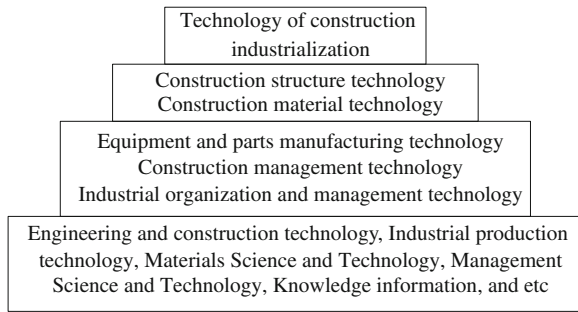 Technology of construction
industrialization
Construction structure technology
Construction material technology
Equipment and parts manufacturing technology
Construction management technology
Industrial organization and management technology
Engineering and construction technology, Industrial production
technology, Materials Science and Technology, Management
Science and Technology, Knowledge information, and etc